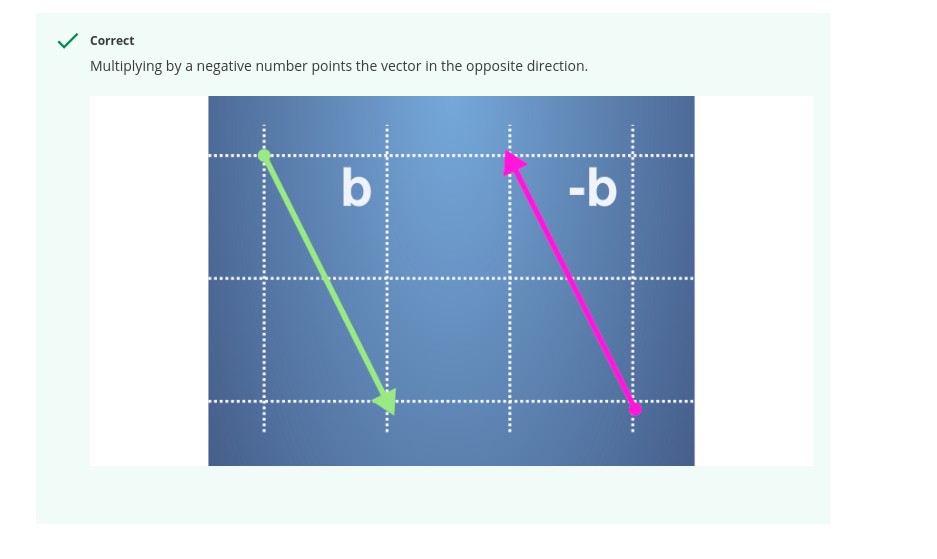 Correct
Multiplying by a negative number points the vector in the opposite direction.
b
-b